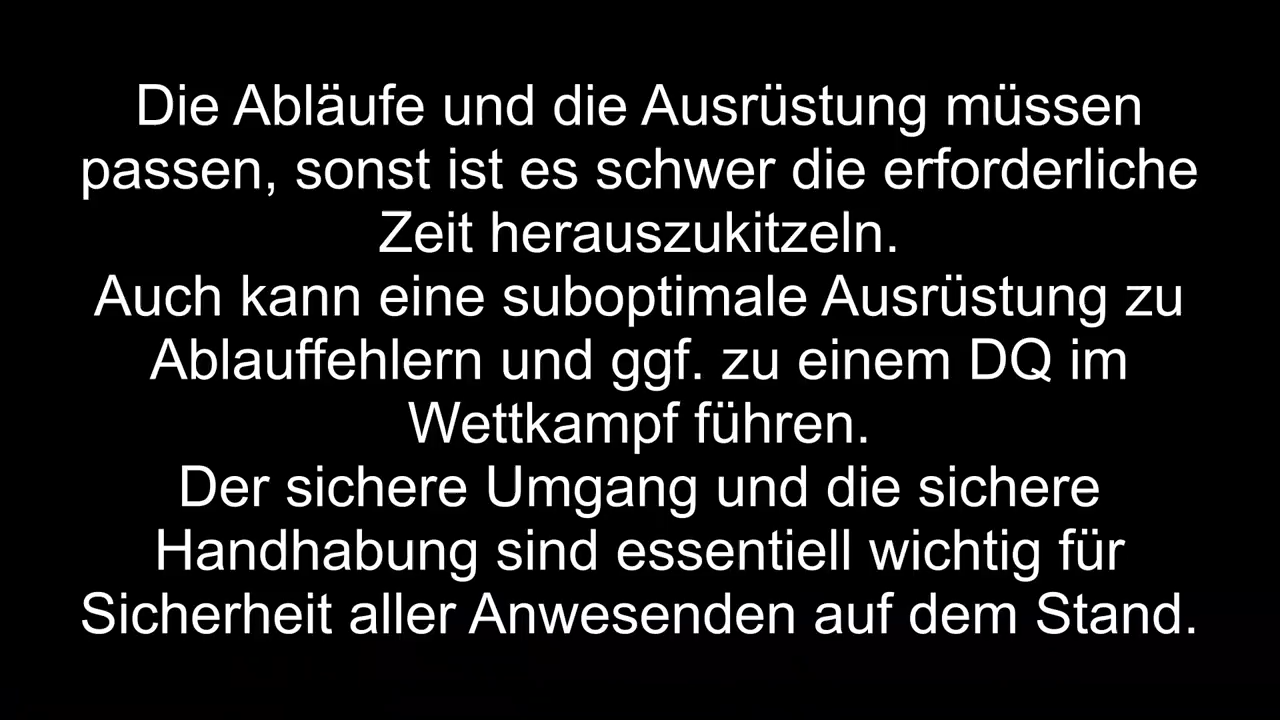 Die Abläufe und die Ausrüstung müssen
passen, sonst ist es schwer die erforderliche
Zeit herauszukitzeln.
Auch kann eine suboptimale Ausrüstung zu
Ablauffehlern und ggf. zu einem DQ im
Wettkampf führen.
Der sichere Umgang und die sichere
Handhabung sind essentiell wichtig für
Sicherheit aller Anwesenden auf dem Stand.